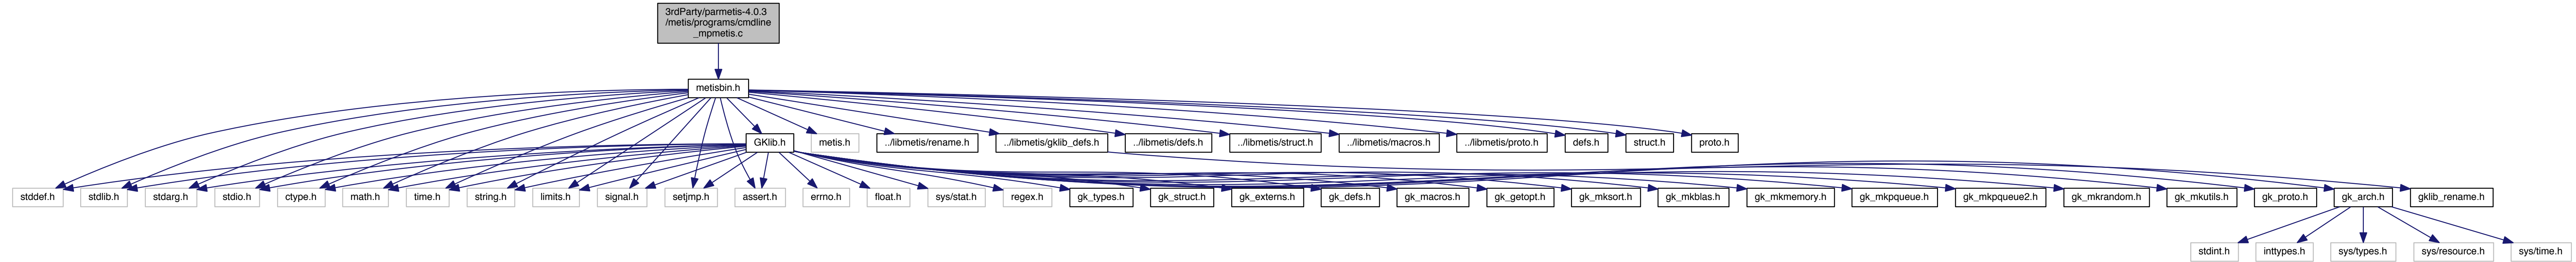 3rdParty/parmetis-4.0.3
/metis/programs/cmdline
_mpmetis.c
metisbin.h
GKlib.h
metis.h
../libmetis/rename.h
../libmetis/gklib_defs.h
../libmetis/defs.h
../libmetis/struct.h
../libmetis/macros.h
../libmetis/proto.h
defs.h
struct.h
proto.h
stddef.h
stdlib.h
stdarg.h
stdio.h
ctype.h
math.h
time.h
string.h
limits.h
signal.h
setjmp.h
assert.h
errno.h
float.h
sys/stat.h
regex.h
gk_types.h
gk_struct.h
gk_externs.h
gk_defs.h
gk_macros.h
gk_getopt.h
gk_mksort.h
gk_mkblas.h
gk_mkmemory.h
gk_mkpqueue.h
gk_mkpqueue2.h
gk_mkrandom.h
gk_mkutils.h
gk_proto.h
gk_arch.h
gklib_rename.h
stdint.h
inttypes.h
sys/types.h
sys/resource.h
sys/time.h